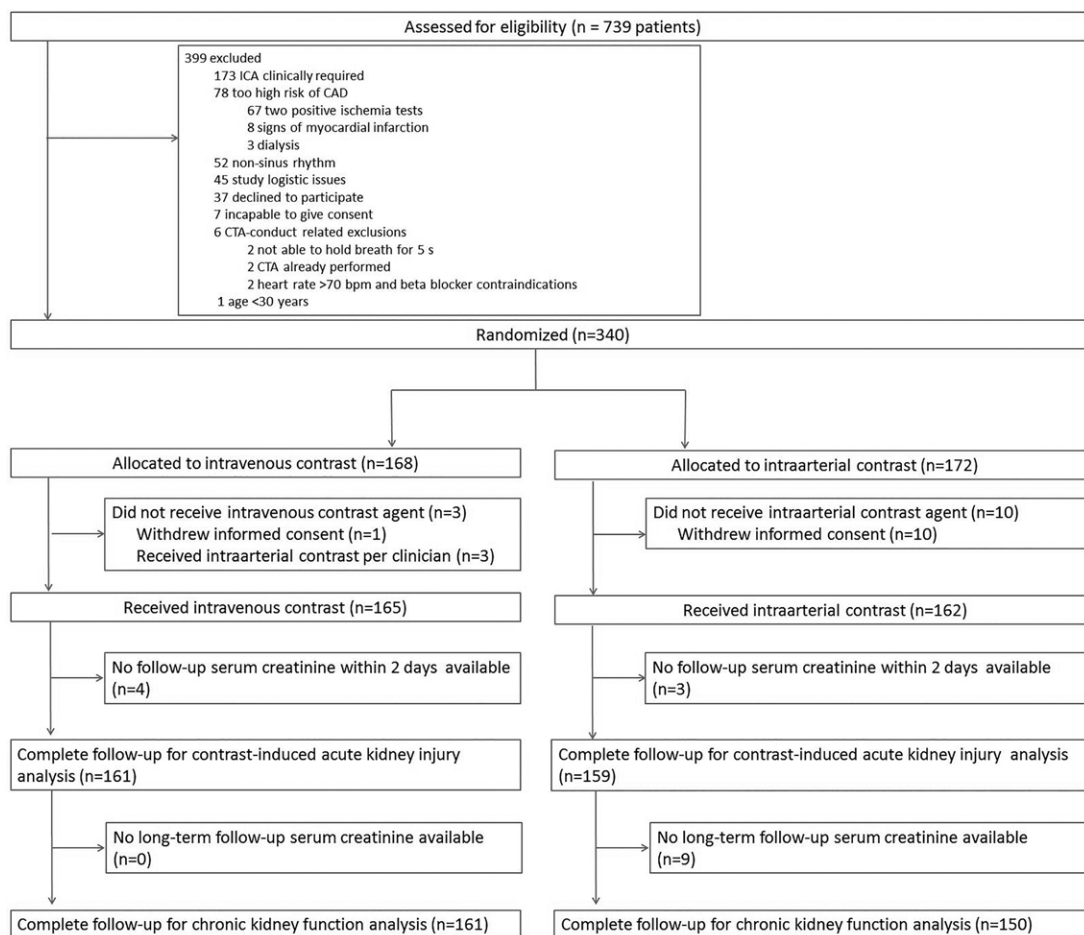 Assessed for eligibility (n = 739 patients)
399 excluded
173 ICA clinically required
78 too high risk of CAD
67 two positive ischemia tests
8 signs of myocardial infarction
3 dialysis
52 non-sinus rhythm
45 study logistic issues
37 declined to participate
7 incapable to give consent
6 CTA-conduct related exclusions
2 not able to hold breath for 5 s
2 CTA already performed
2 heart rate >70 bpm and beta blocker contraindications
1 age <30 years
Randomized (n=340)
Allocated to intravenous contrast (n=168)
Did not receive intravenous contrast agent (n=3)
Withdrew informed consent (n=1)
Received intraarterial contrast per clinician (n=3)
Received intravenous contrast (n=165)
No follow-up serum creatinine within 2 days available
(n=4)
Complete follow-up for contrast-induced acute kidney injury
analysis (n=161)
No long-term follow-up serum creatinine available
(n=0)
Complete follow-up for chronic kidney function analysis (n=161)
Allocated to intraarterial contrast (n=172)
Did not receive intraarterial contrast agent (n=10)
Withdrew informed consent (n=10)
Received intraarterial contrast (n=162)
No follow-up serum creatinine within 2 days available
(n=3)
Complete follow-up for contrast-induced acute kidney injury analysis
(n=159)
No long-term follow-up serum creatinine available
(n=9)
Complete follow-up for chronic kidney function analysis (n=150)